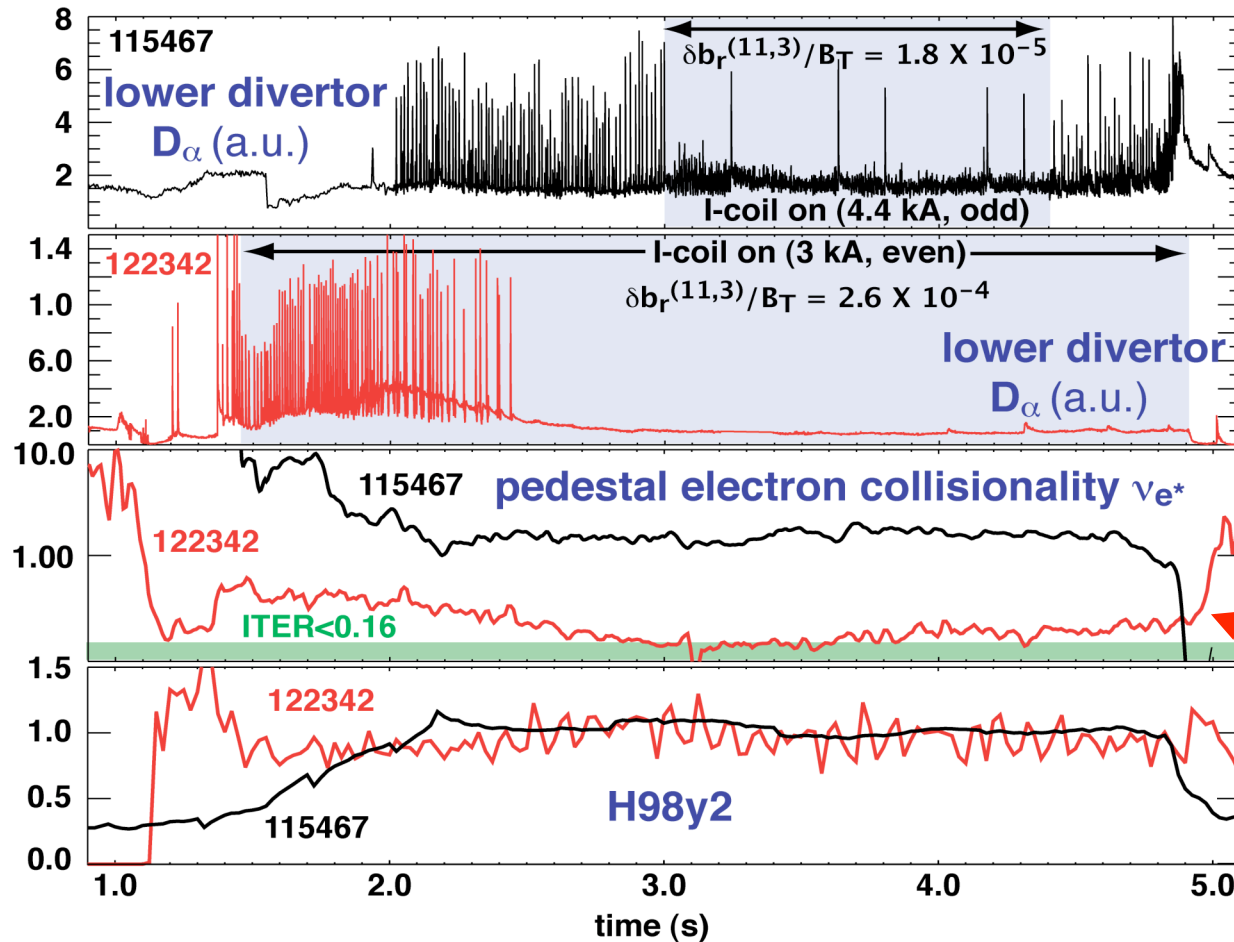 8
6
4
2
0
115467
lower divertor
Dα (a.u.)
δbr(11,3)/BT = 1.8 X 10−5
I-coil on (4.4 kA, odd)
1.4
1.0
6.0
2.0
122342
I-coil on (3 kA, even)
δbr(11,3)/BT = 2.6 X 10−4
lower divertor
Dα (a.u.)
10.0
1.00
115467
pedestal electron collisionality νe*
122342
ITER<0.16
1.5
1.0
0.5
0.0
122342
115467
H98y2
1.0 2.0 3.0 4.0 5.0
time (s)